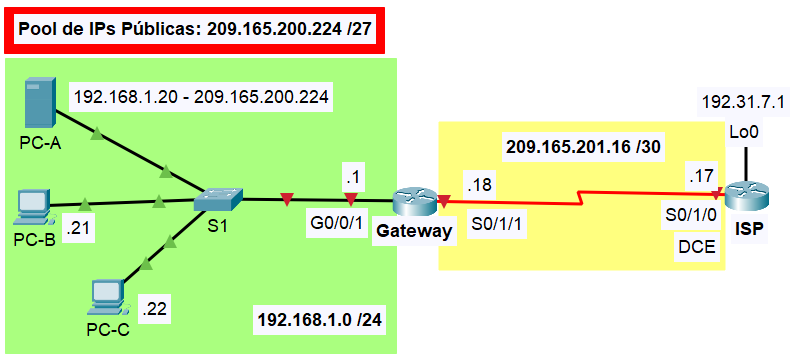 Pool de IPs Públicas: 209.165.200.224 /27
192.168.1.20 - 209.165.200.224
PC-A
192.31.7.1
Lo0
209.165.201.16 /30
.1
.18
.17
PC-B
.21
S1
G0/0/1
Gateway
S0/1/1
S0/1/0
ISP
DCE
PC-C
.22
192.168.1.0 /24